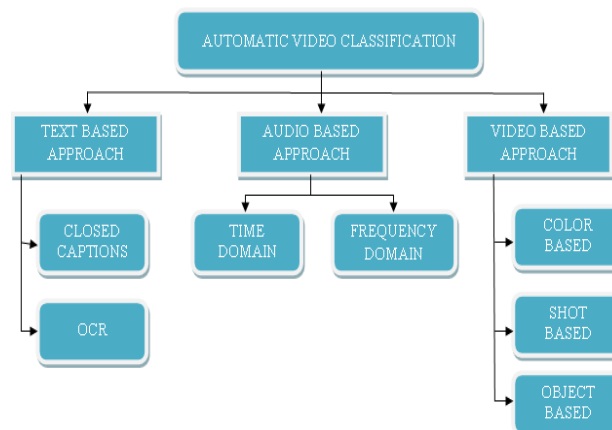 AUTOMATIC VIDEO CLASSIFICATION
TEXT BASED
APPROACH
AUDIO BASED
APPROACH
VIDEO BASED
APPROACH
CLOSED
CAPTIONS
OCR
TIME
DOMAIN
FREQUENCY
DOMAIN
COLOR
BASED
SHOT
BASED
OBJECT
BASED